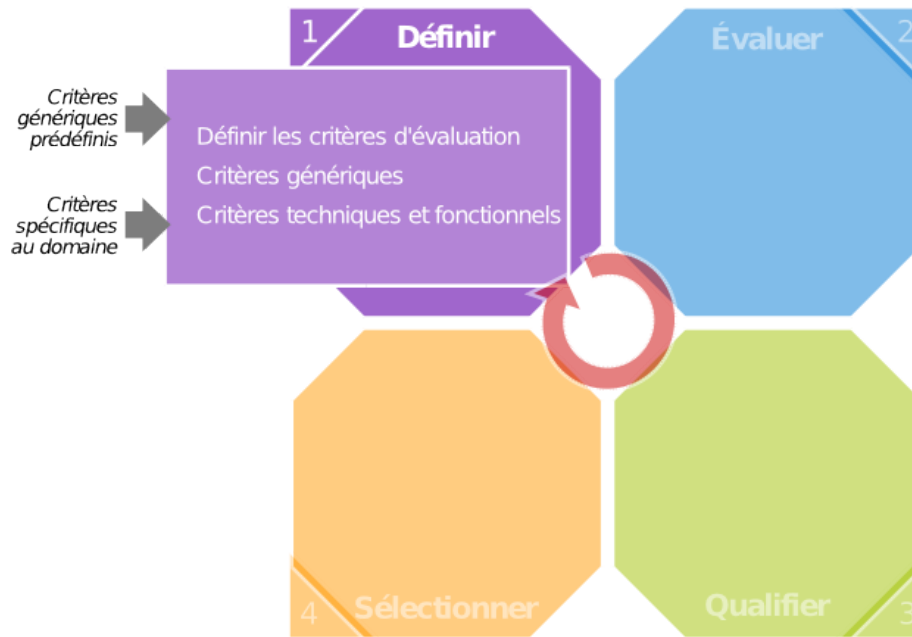 1
Définir
Évaluer
2
Critères
génériques
prédéfinis
Définir les critères d'évaluation
Critères génériques
Critères techniques et fonctionnels
Critères
spécifiques
au domaine
4
Sélectionner
Qualifier
3